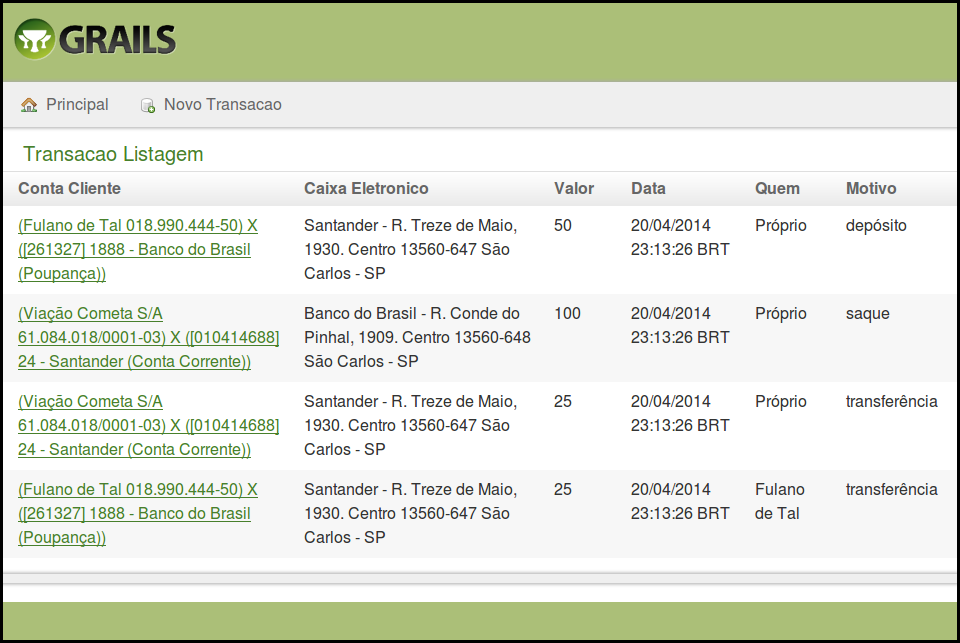 GRAILS
Principal Novo Transacao
Transacao Listagem
Conta Cliente Caixa Eletronico Valor Data Quem Motivo
(Fulano de Tal 018.990.444-50) X Santander - R. Treze de Maio, 50 20/04/2014 Próprio depósito
([261327] 1888 - Banco do Brasil 1930. Centro 13560-647 São 23:13:26 BRT
(Poupança)) Carlos - SP
(Viação Cometa S/A Banco do Brasil - R. Conde do 100 20/04/2014 Próprio saque
61.084.018/0001-03) X ([010414688] Pinhal, 1909. Centro 13560-648 23:13:26 BRT
24 - Santander (Conta Corrente)) São Carlos - SP
(Viação Cometa S/A Santander - R. Treze de Maio, 25 20/04/2014 Próprio transferência
61.084.018/0001-03) X ([010414688] 1930. Centro 13560-647 São 23:13:26 BRT
24 - Santander (Conta Corrente)) Carlos - SP
(Fulano de Tal 018.990.444-50) X Santander - R. Treze de Maio, 25 20/04/2014 Fulano transferência
([261327] 1888 - Banco do Brasil 1930. Centro 13560-647 São 23:13:26 BRT de Tal
(Poupança)) Carlos - SP